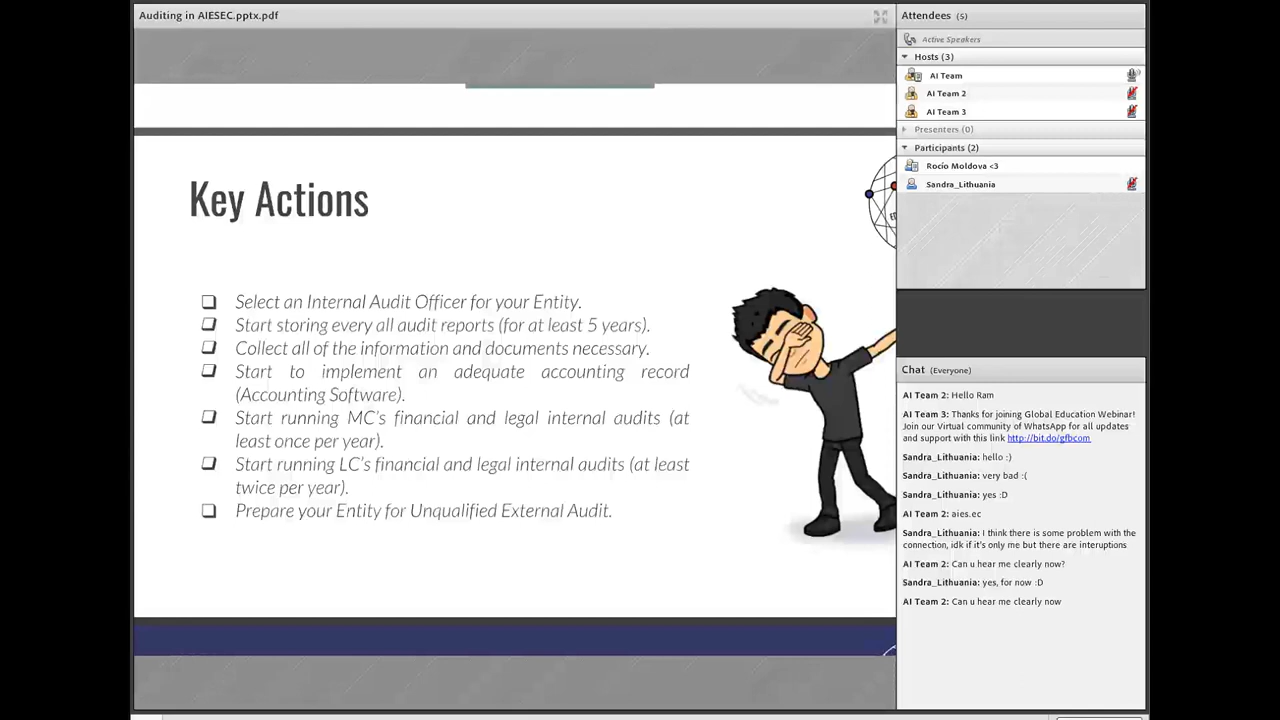 Auditing in AIESEC.pptx.pdf
Key Actions
Select an Internal Audit Officer for your Entity.
Start storing every all audit reports (for at least 5 years).
Collect all of the information and documents necessary.
Start to implement an adequate accounting record
(Accounting Software).
Start running MC's financial and legal internal audits (at
least once per year).
Start running LC's financial and legal internal audits (at least
twice per year).
Prepare your Entity for Unqualified External Audit.
Attendees (5)
Active Speakers
Hosts (3)
AI Team
AI Team 2
AI Team 3
Presenters (0)
Participants (2)
Rocío Moldova <3
Sandra_Lithuania
Chat (Everyone)
AI Team 2: Hello Ram
AI Team 3: Thanks for joining Global Education Webinar!
Join our Virtual community of WhatsApp for all updates
and support with this link http://bit.do/gfbcom
Sandra_Lithuania: hello :)
Sandra_Lithuania: very bad :(
Sandra_Lithuania: yes :D
AI Team 2: aies.ec
Sandra_Lithuania: I think there is some problem with the
connection, idk if it's only me but there are interuptions
AI Team 2: Can u hear me clearly now?
Sandra_Lithuania: yes, for now :D
AI Team 2: Can u hear me clearly now